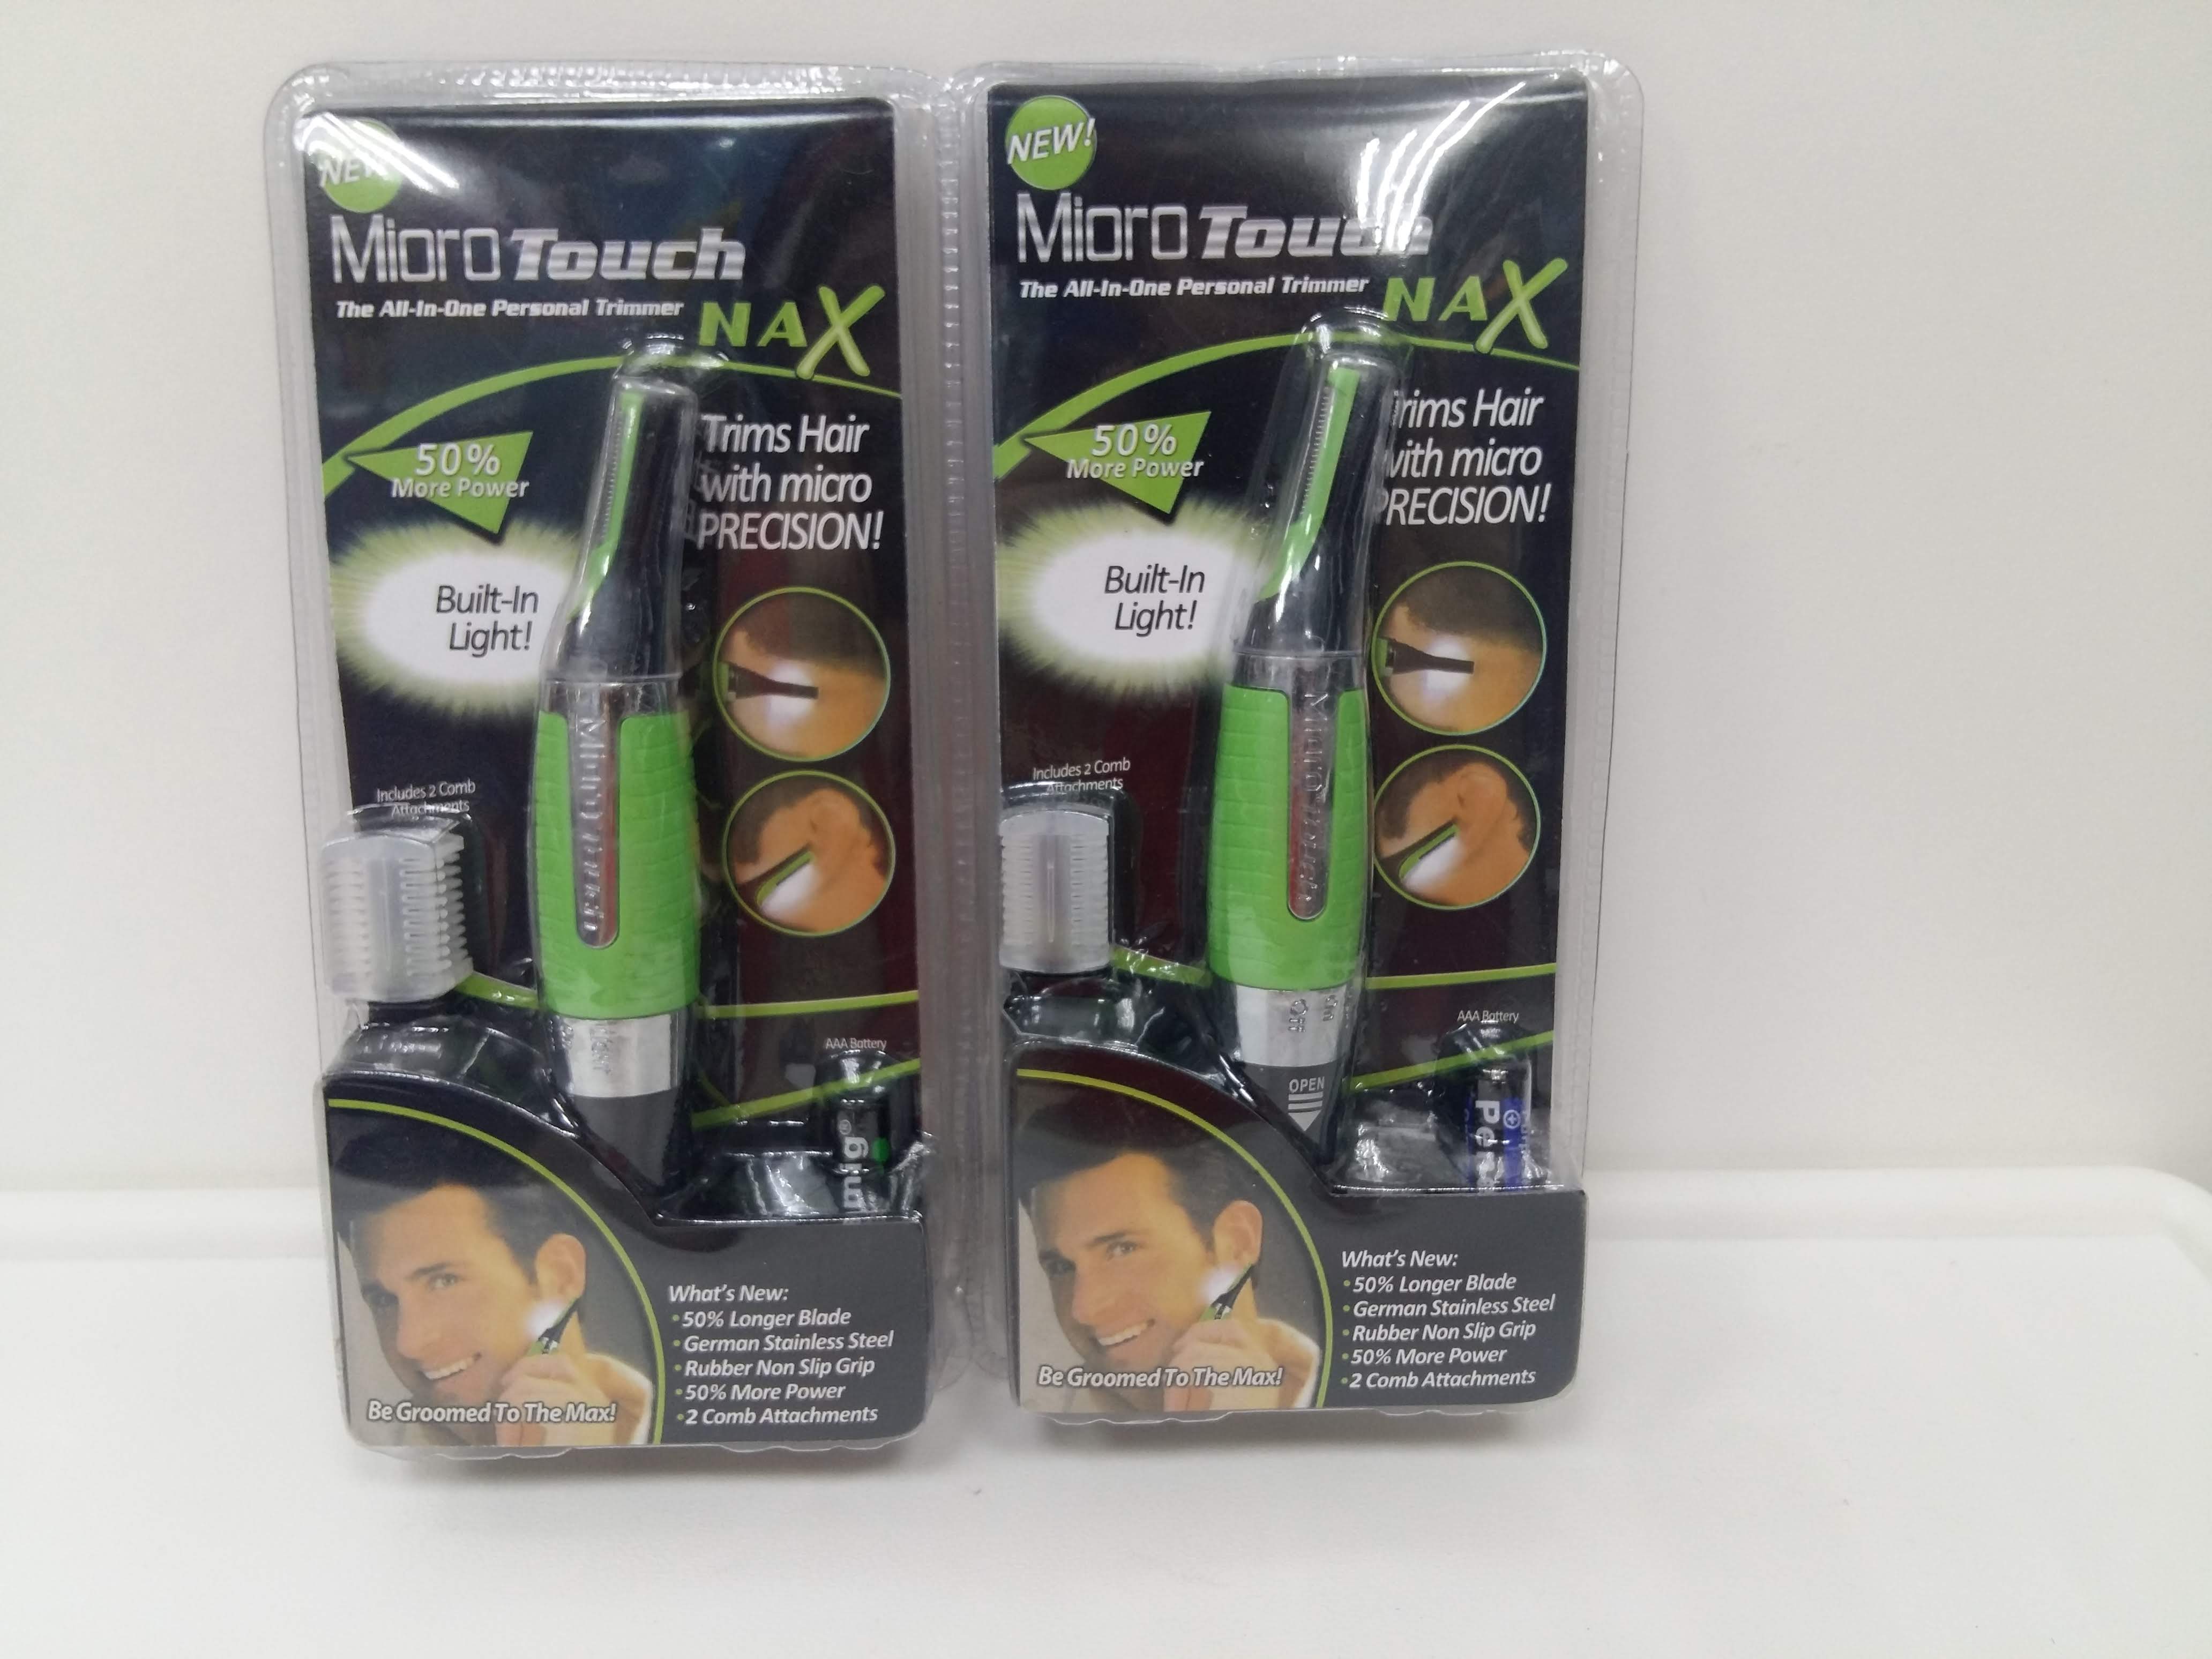 NEW!
Mioro Touch
The All-In-One Personal Trimmer
NAX
50%
More Power
Trims Hair
with micro
PRECISION!
Built-In
Light!
Includes 2 Comb
Attachments
AAA Battery
What's New:
•50% Longer Blade
•German Stainless Steel
•Rubber Non Slip Grip
•50% More Power
•2 Comb Attachments
Be Groomed To The Max!
NEW!
Mioro Touch
The All-In-One Personal Trimmer
NAX
50%
More Power
Trims Hair
with micro
PRECISION!
Built-In
Light!
Includes 2 Comb
Attachments
Off
On
OPEN
AAA Battery
What's New:
•50% Longer Blade
•German Stainless Steel
•Rubber Non Slip Grip
•50% More Power
•2 Comb Attachments
Be Groomed To The Max!